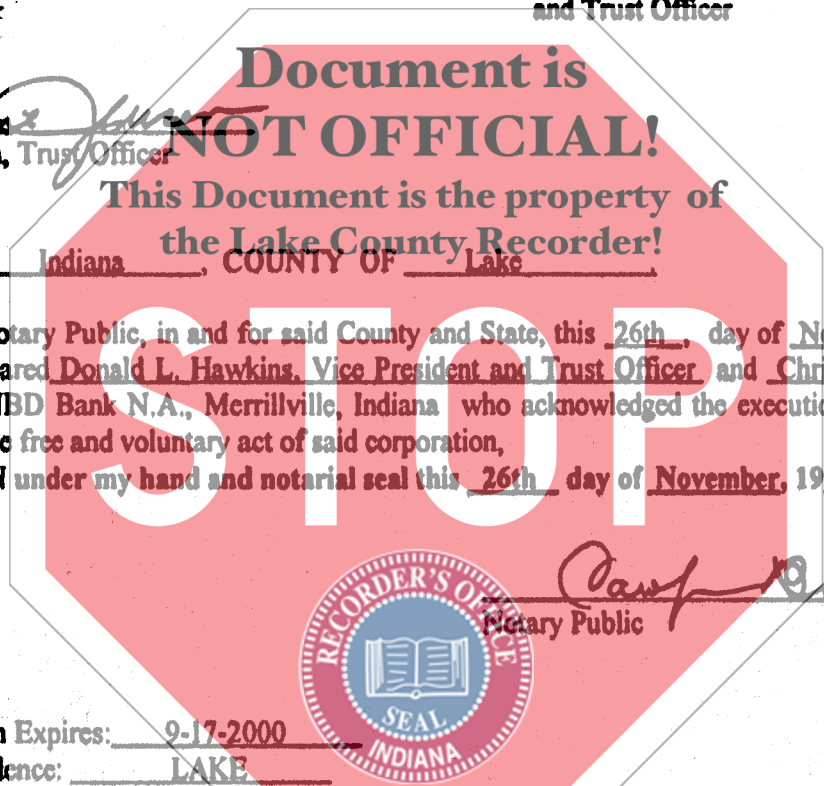 and Trust Officer
Document is
NOT OFFICIAL!
Trust Officer
This Document is the property of
the Lake County Recorder!
Indiana, COUNTY OF Lake
STOP
otary Public, in and for said County and State, this 26th, day of N
ared Donald L. Hawkins, Vice President and Trust Officer and Chri
BD Bank N.A., Merrillville, Indiana who acknowledged the executi
e free and voluntary act of said corporation,
under my hand and notarial seal this 26th day of November, 19
Notary Public
RECORDER'S OFFICE
SEAL
INDIANA
n Expires: 9-17-2000
ence: LAKE